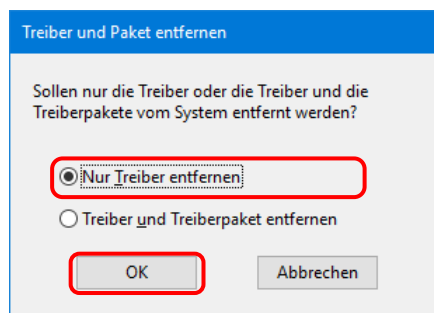 Treiber und Paket entfernen
Sollen nur die Treiber oder die Treiber und die
Treiberpakete vom System entfernt werden?
Nur Treiber entfernen
Treiber und Treiberpaket entfernen
OK
Abbrechen